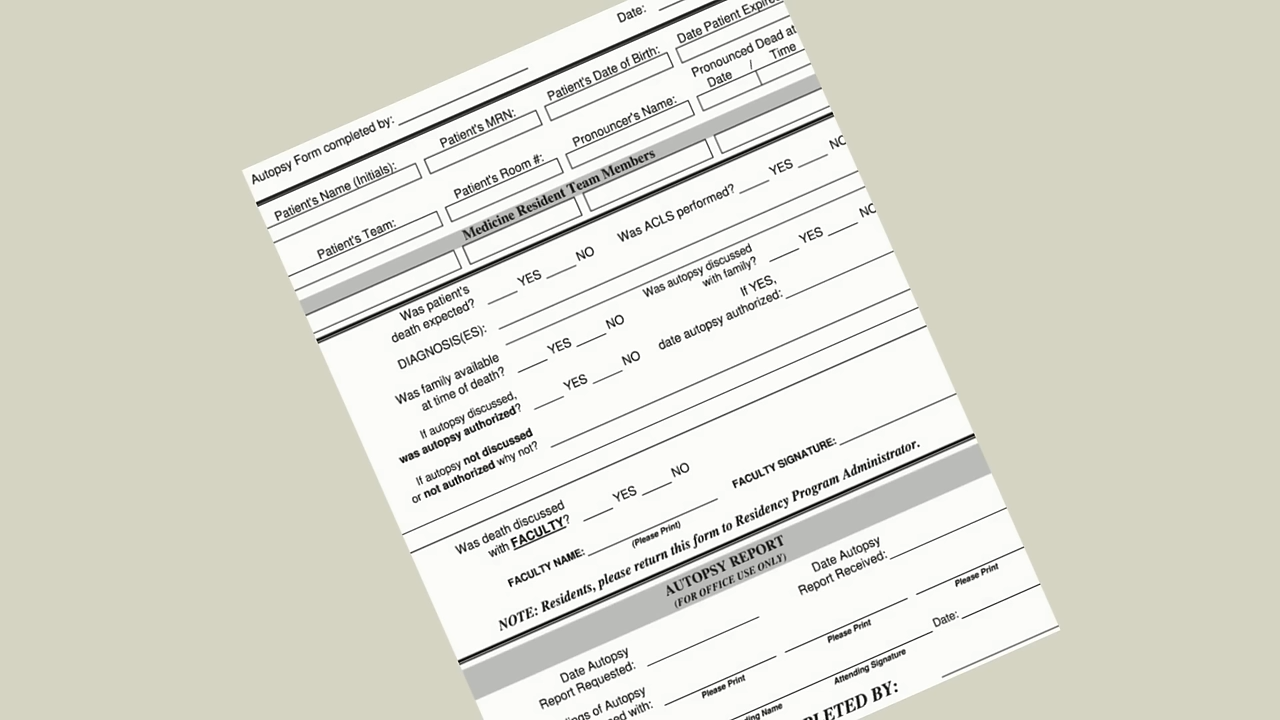 Autopsy Form completed by: Date:
Patient's Name (Initials): Patient's MRN: Patient's Date of Birth: Date Patient Expired
Patient's Team: Patient's Room #: Pronouncer's Name: Pronounced Dead at
Date / Time
Medicine Resident Team Members
Was patient's
death expected? YES NO Was ACLS performed? YES NO
DIAGNOSIS(ES):
Was family available
at time of death? YES NO Was autopsy discussed
with family? YES NO
If autopsy discussed,
was autopsy authorized? YES NO If YES,
date autopsy authorized:
If autopsy not discussed
or not authorized why not?
Was death discussed
with FACULTY? YES NO
FACULTY NAME: FACULTY SIGNATURE:
(Please Print)
NOTE: Residents, please return this form to Residency Program Administrator.
AUTOPSY REPORT
(FOR OFFICE USE ONLY)
Date Autopsy
Report Requested: Date Autopsy
Report Received:
of Autopsy
with:
Please Print Please Print Please Print
Name Attending Signature Date:
BY: